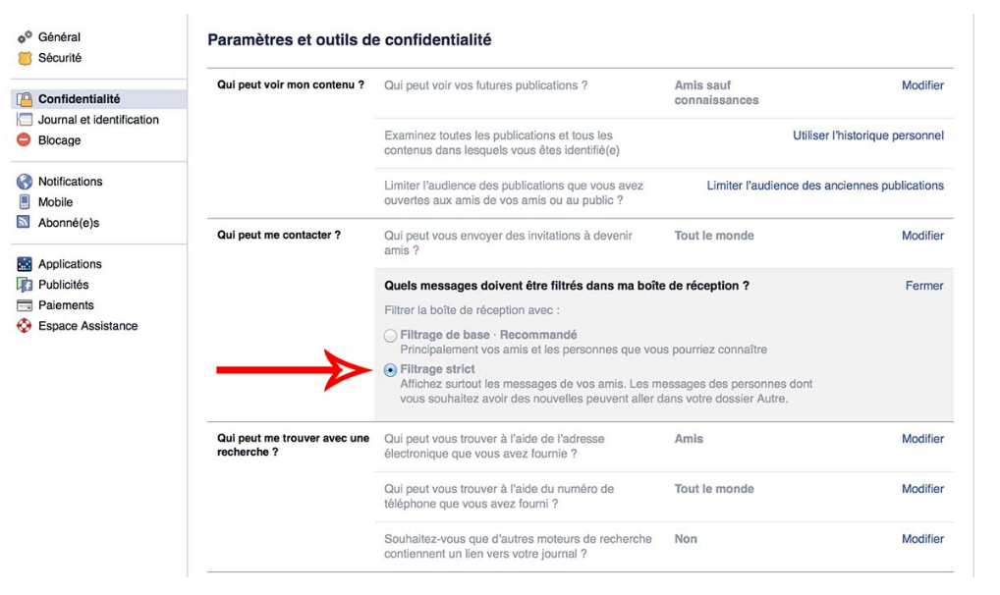 Général
Sécurité
Confidentialité
Journal et identification
Blocage
Notifications
Mobile
Abonné(e)s
Applications
Publicités
Paiements
Espace Assistance
Paramètres et outils de confidentialité
Qui peut voir mon contenu ?
Qui peut voir vos futures publications ?
Amis sauf
connaissances
Modifier
Examinez toutes les publications et tous les
contenus dans lesquels vous êtes identifié(e)
Utiliser l'historique personnel
Limiter l'audience des publications que vous avez
ouvertes aux amis de vos amis ou au public ?
Limiter l'audience des anciennes publications
Qui peut me contacter ?
Qui peut vous envoyer des invitations à devenir
amis ?
Tout le monde
Modifier
Quels messages doivent être filtrés dans ma boîte de réception ?
Fermer
Filtrer la boîte de réception avec :
Filtrage de base · Recommandé
Principalement vos amis et les personnes que vous pourriez connaître
Filtrage strict
Affichez surtout les messages de vos amis. Les messages des personnes dont
vous souhaitez avoir des nouvelles peuvent aller dans votre dossier Autre.
Qui peut me trouver avec une
recherche ?
Qui peut vous trouver à l'aide de l'adresse
électronique que vous avez fournie ?
Amis
Modifier
Qui peut vous trouver à l'aide du numéro de
téléphone que vous avez fourni ?
Tout le monde
Modifier
Souhaitez-vous que d'autres moteurs de recherche
contiennent un lien vers votre journal ?
Non
Modifier